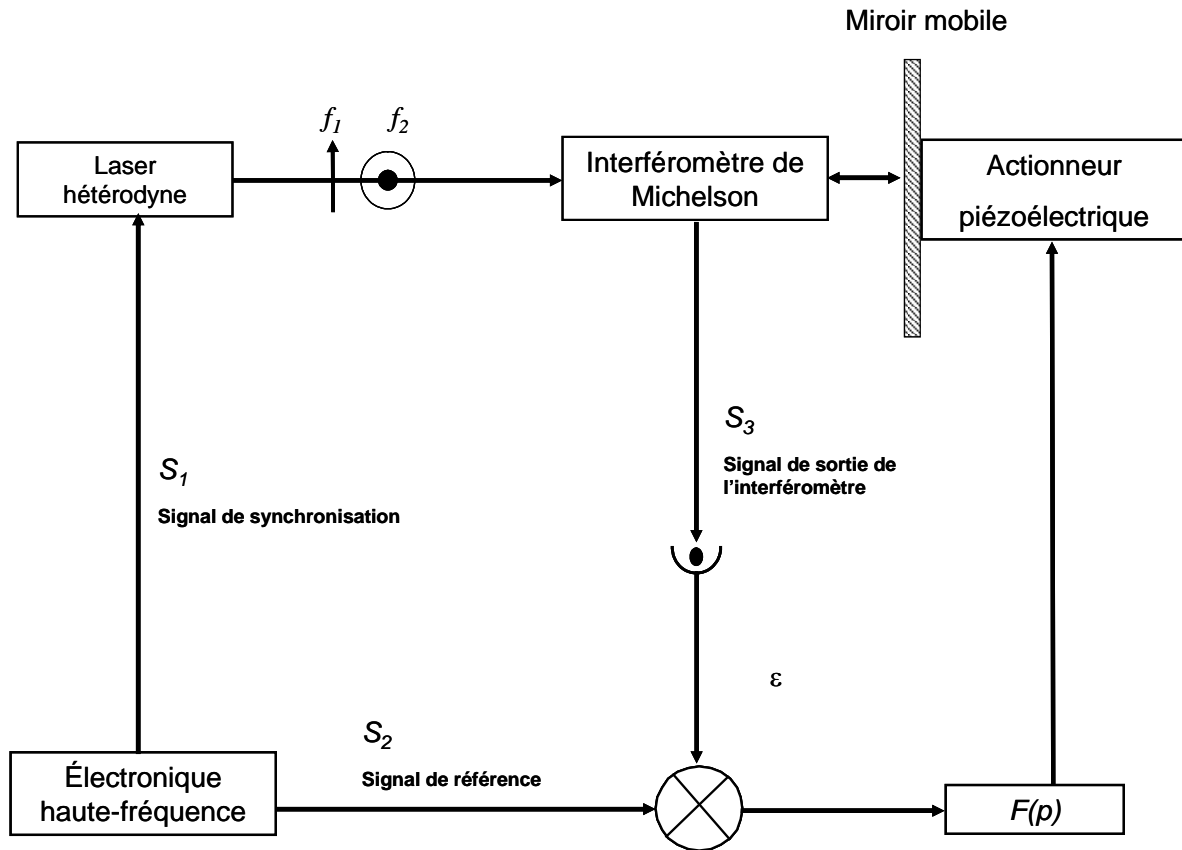 Miroir mobile
f1
f2
Laser
hétérodyne
Interféromètre de
Michelson
Actionneur
piézoélectrique
S3
Signal de sortie de
l'interféromètre
S1
Signal de synchronisation
ε
S2
Signal de référence
Électronique
haute-fréquence
F(p)